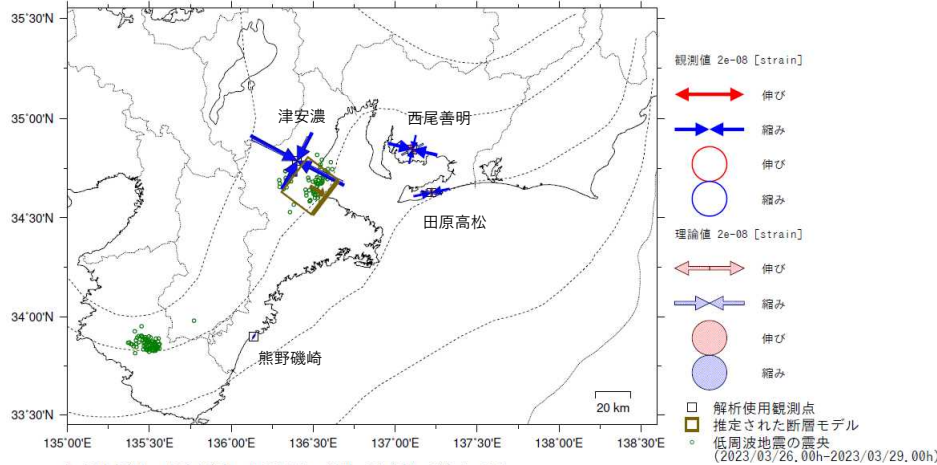 35°30'N
35°00'N
34°30'N
34°00'N
33°30'N
135°00'E
135°30'E
136°00'E
136°30'E
137°00'E
137°30'E
138°00'E
138°30'E
津安濃
西尾善明
田原高松
熊野磯崎
20 km
観測値 2e-08 [strain]
伸び
縮み
伸び
縮み
理論値 2e-08 [strain]
伸び
縮み
伸び
縮み
解析使用観測点
推定された断層モデル
低周波地震の震央
(2023/03/26.00h-2023/03/29.00h)